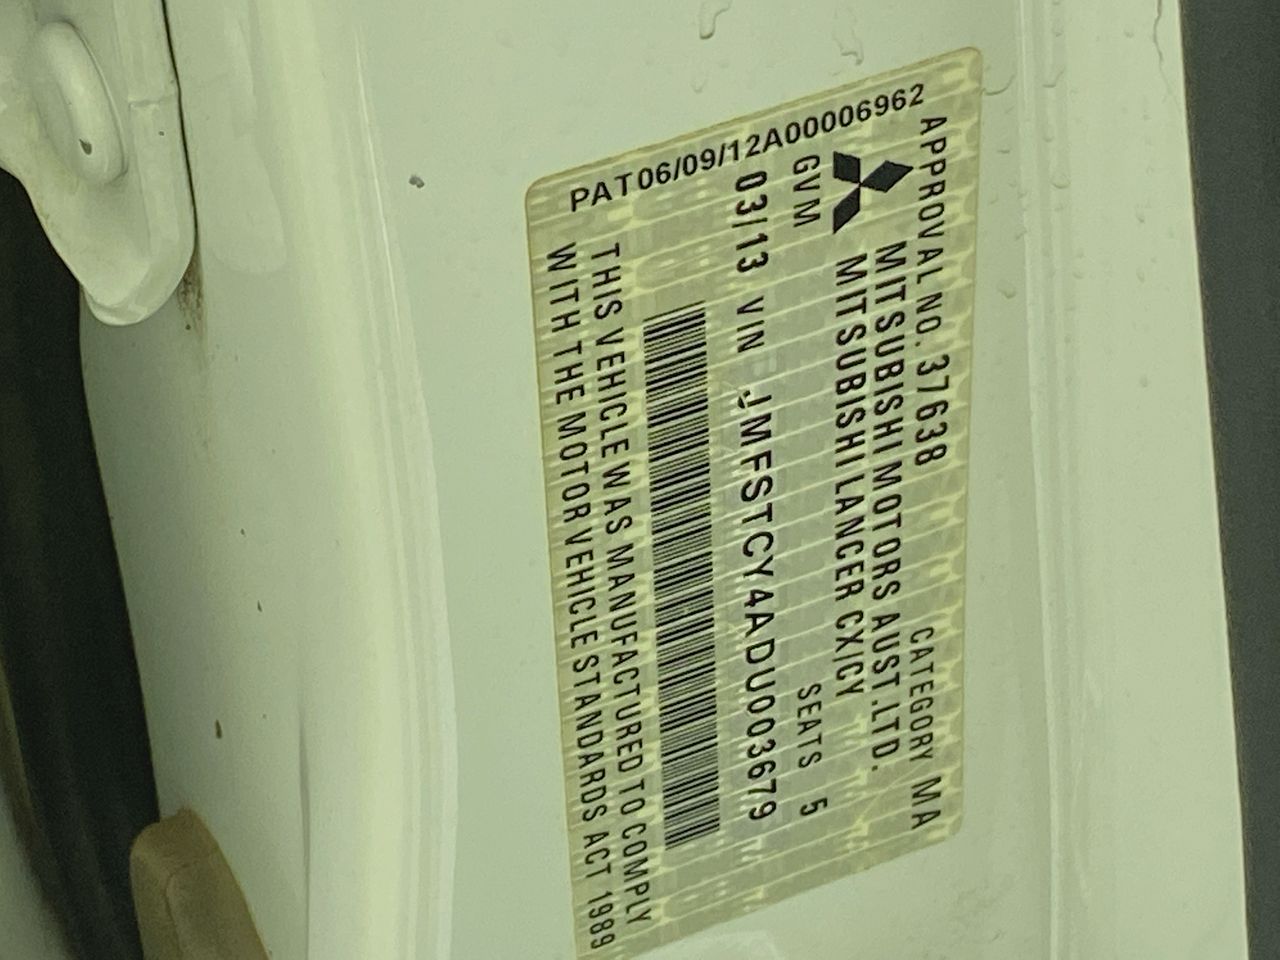 APPROVAL NO. 37638 CATEGORY MA
MITSUBISHI MOTORS AUST.LTD.
MITSUBISHI LANCER CX/CY
GVM SEATS 5
03/13 VIN JMFSTCY4ADU003679
THIS VEHICLE WAS MANUFACTURED TO COMPLY
WITH THE MOTOR VEHICLE STANDARDS ACT 1989
PAT06/09/12A00006962